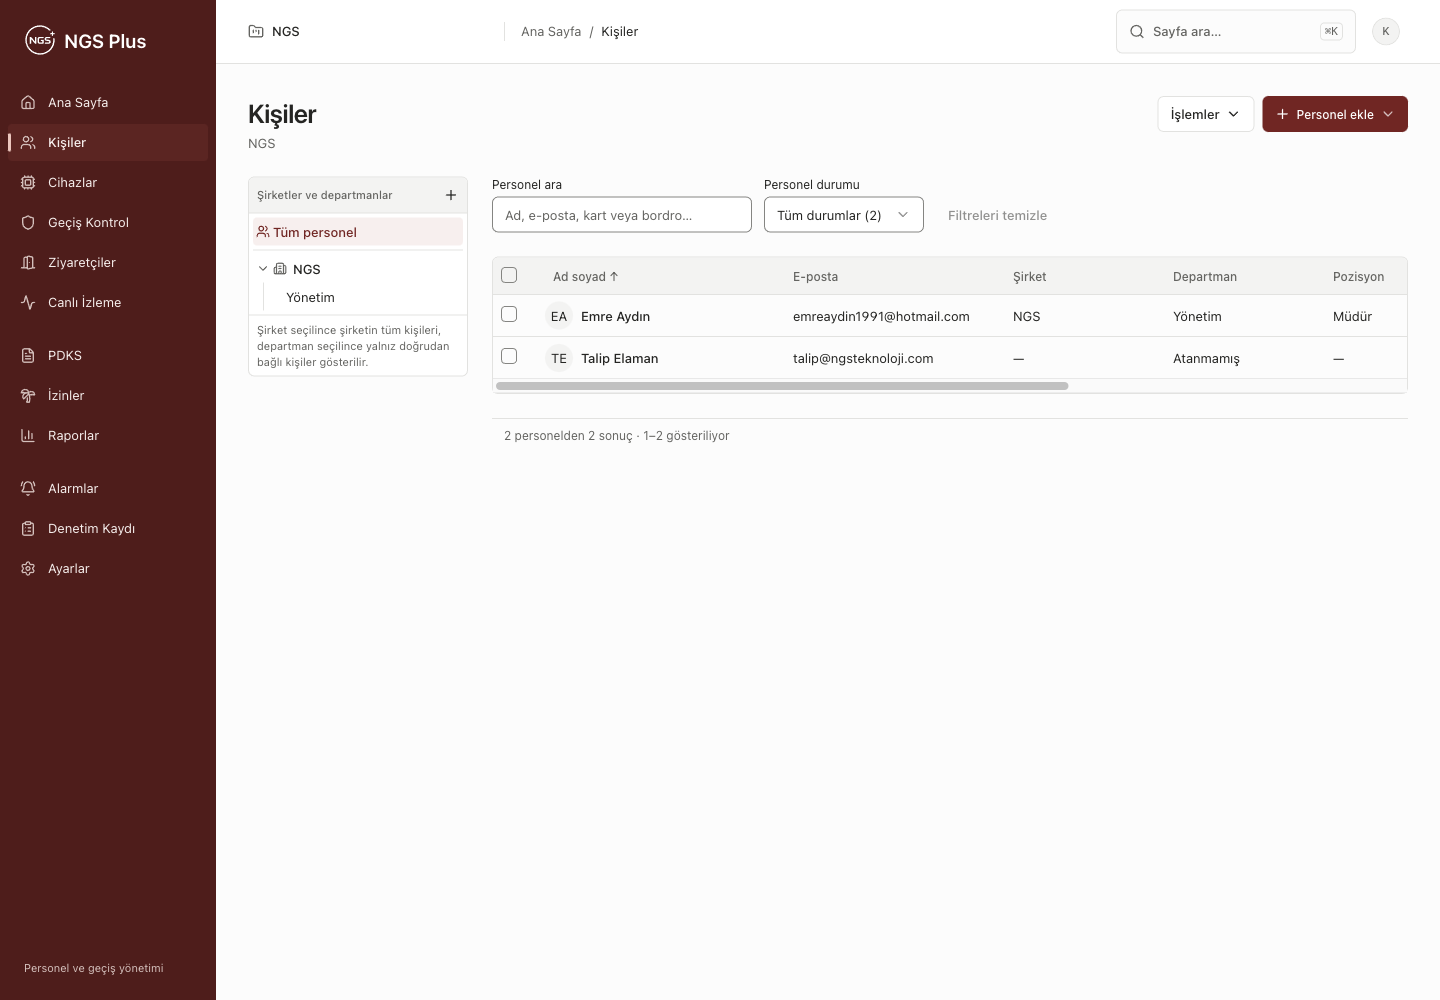 NGS NGS Plus
Ana Sayfa
Kişiler
Cihazlar
Geçiş Kontrol
Ziyaretçiler
Canlı İzleme
PDKS
İzinler
Raporlar
Alarmlar
Denetim Kaydı
Ayarlar
Personel ve geçiş yönetimi
NGS
Ana Sayfa / Kişiler
Sayfa ara... ⌘K
K
Kişiler
NGS
İşlemler
Personel ekle
Şirketler ve departmanlar
Tüm personel
NGS
Yönetim
Şirket seçilince şirketin tüm kişileri,
departman seçilince yalnız doğrudan
bağlı kişiler gösterilir.
Personel ara
Ad, e-posta, kart veya bordro...
Personel durumu
Tüm durumlar (2)
Filtreleri temizle
Ad soyad ↑ E-posta Şirket Departman Pozisyon
EA Emre Aydın emreaydin1991@hotmail.com NGS Yönetim Müdür
TE Talip Elaman talip@ngsteknoloji.com — Atanmamış —
2 personelden 2 sonuç · 1–2 gösteriliyor